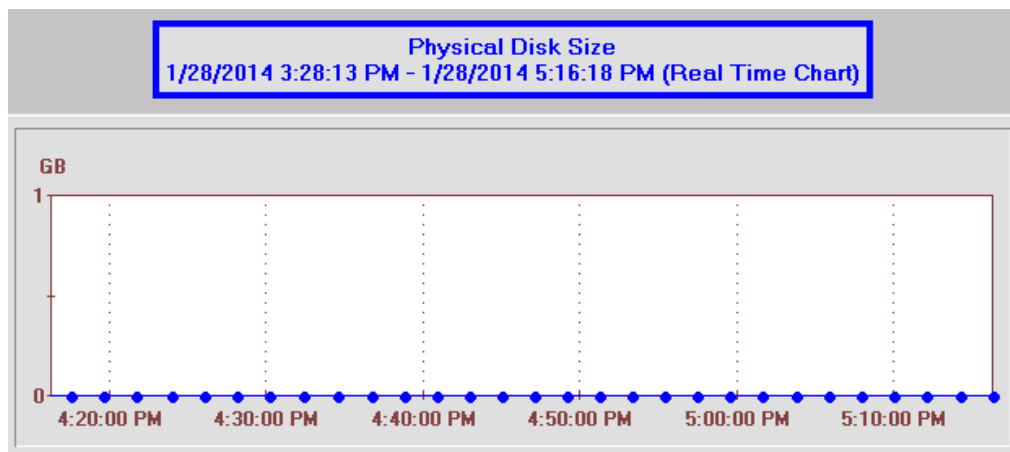 Physical Disk Size
1/28/2014 3:28:13 PM - 1/28/2014 5:16:18 PM (Real Time Chart)
GB
1
0
4:20:00 PM 4:30:00 PM 4:40:00 PM 4:50:00 PM 5:00:00 PM 5:10:00 PM